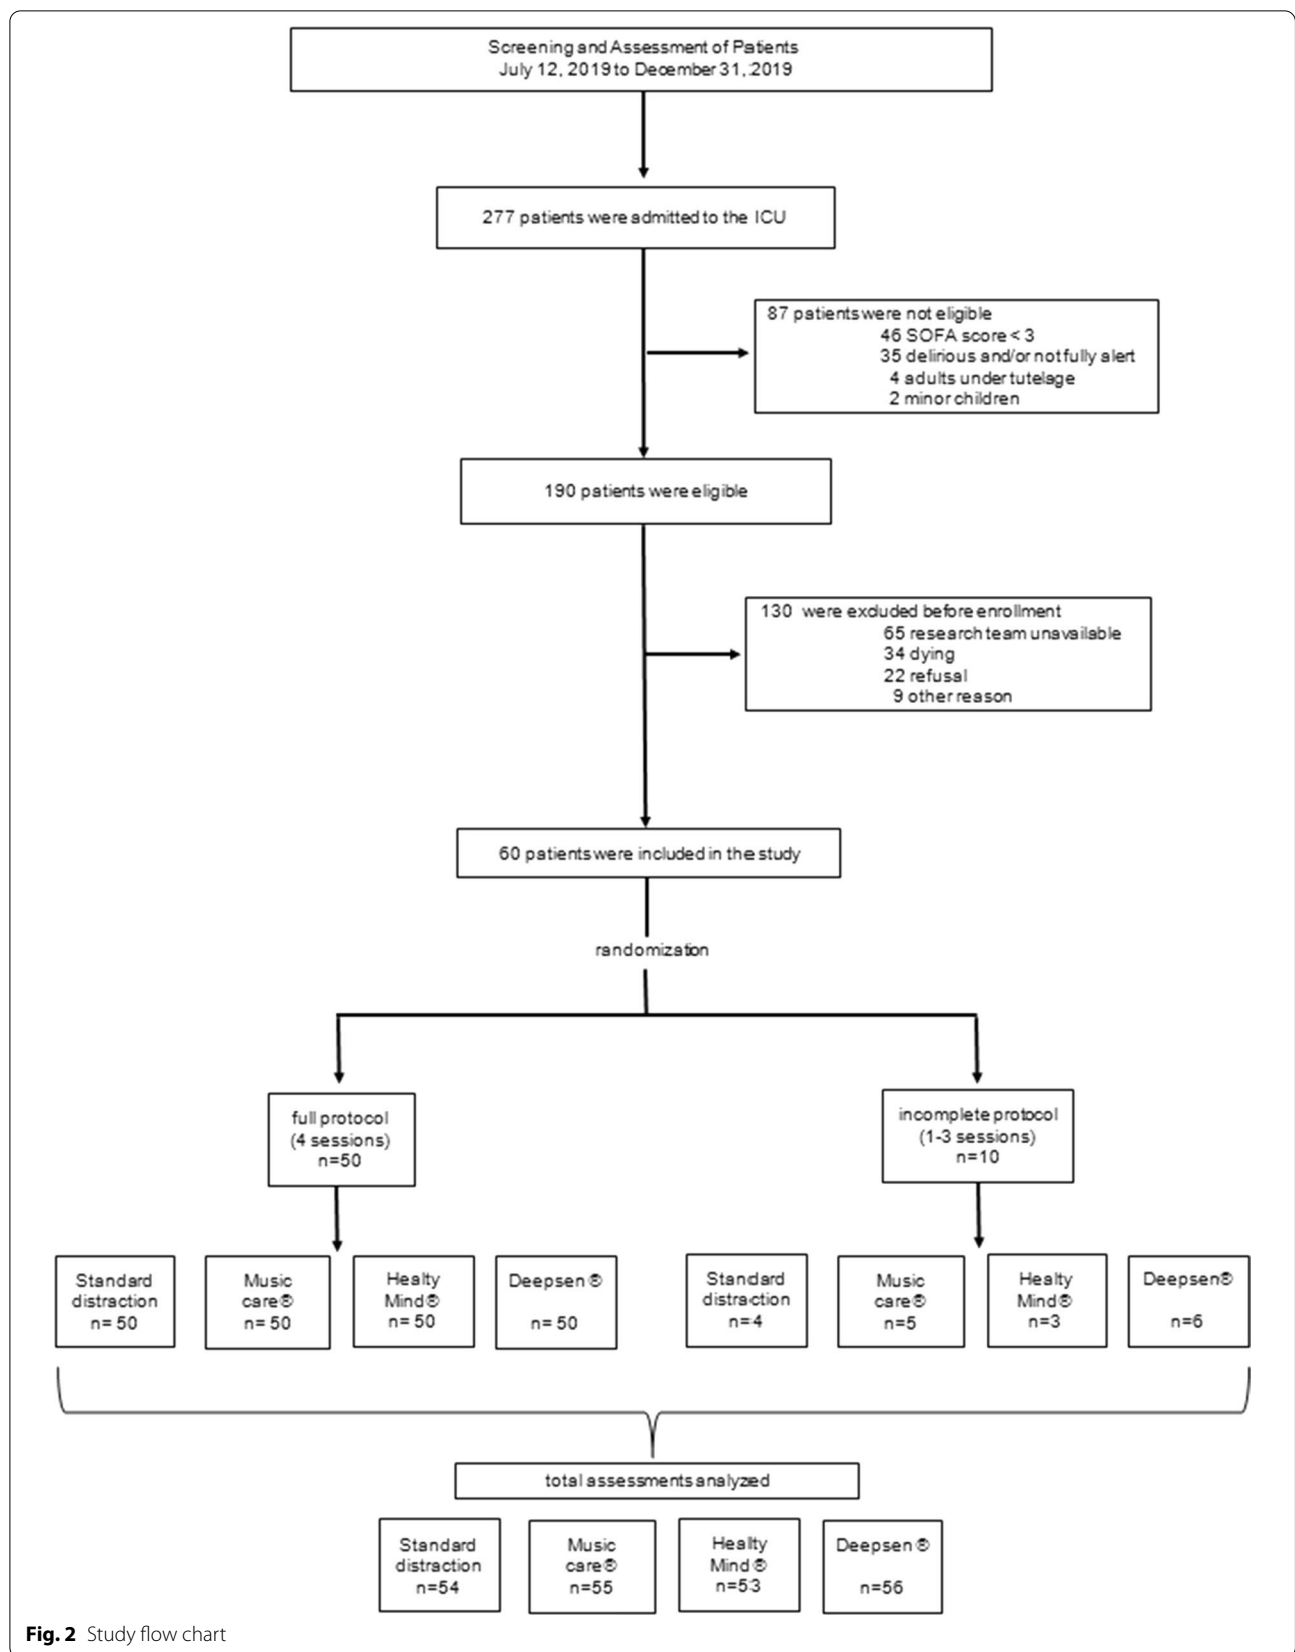 Screening and Assessment of Patients
July 12, 2019 to December 31, 2019
277 patients were admitted to the ICU
87 patients were not eligible
46 SOFA score < 3
35 delirious and/or not fully alert
4 adults under tutelage
2 minor children
190 patients were eligible
130 were excluded before enrollment
65 research team unavailable
34 dying
22 refusal
9 other reason
60 patients were included in the study
randomization
full protocol
(4 sessions)
n=50
incomplete protocol
(1-3 sessions)
n=10
Standard
distraction
n= 50
Music
care®
n= 50
Healty
Mind®
n= 50
Deepsen ®
n= 50
Standard
distraction
n=4
Music
care®
n=5
Healty
Mind®
n=3
Deepsen®
n=6
total assessments analyzed
Standard
distraction
n=54
Music
care®
n=55
Healty
Mind®
n=53
Deepsen ®
n=56
Fig. 2 Study flow chart